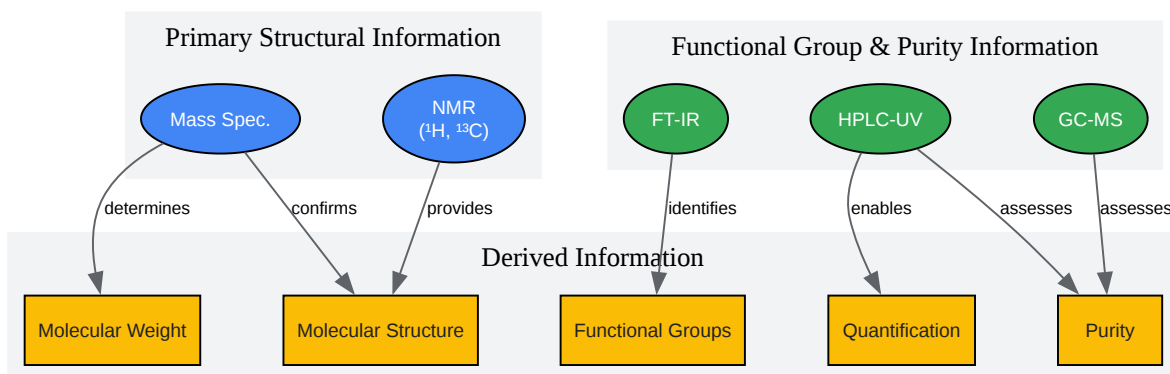 Primary Structural Information
Functional Group & Purity Information
Mass Spec.
NMR
(¹H, ¹³C)
FT-IR
HPLC-UV
GC-MS
determines
confirms
provides
identifies
enables
assesses
assesses
Derived Information
Molecular Weight
Molecular Structure
Functional Groups
Quantification
Purity